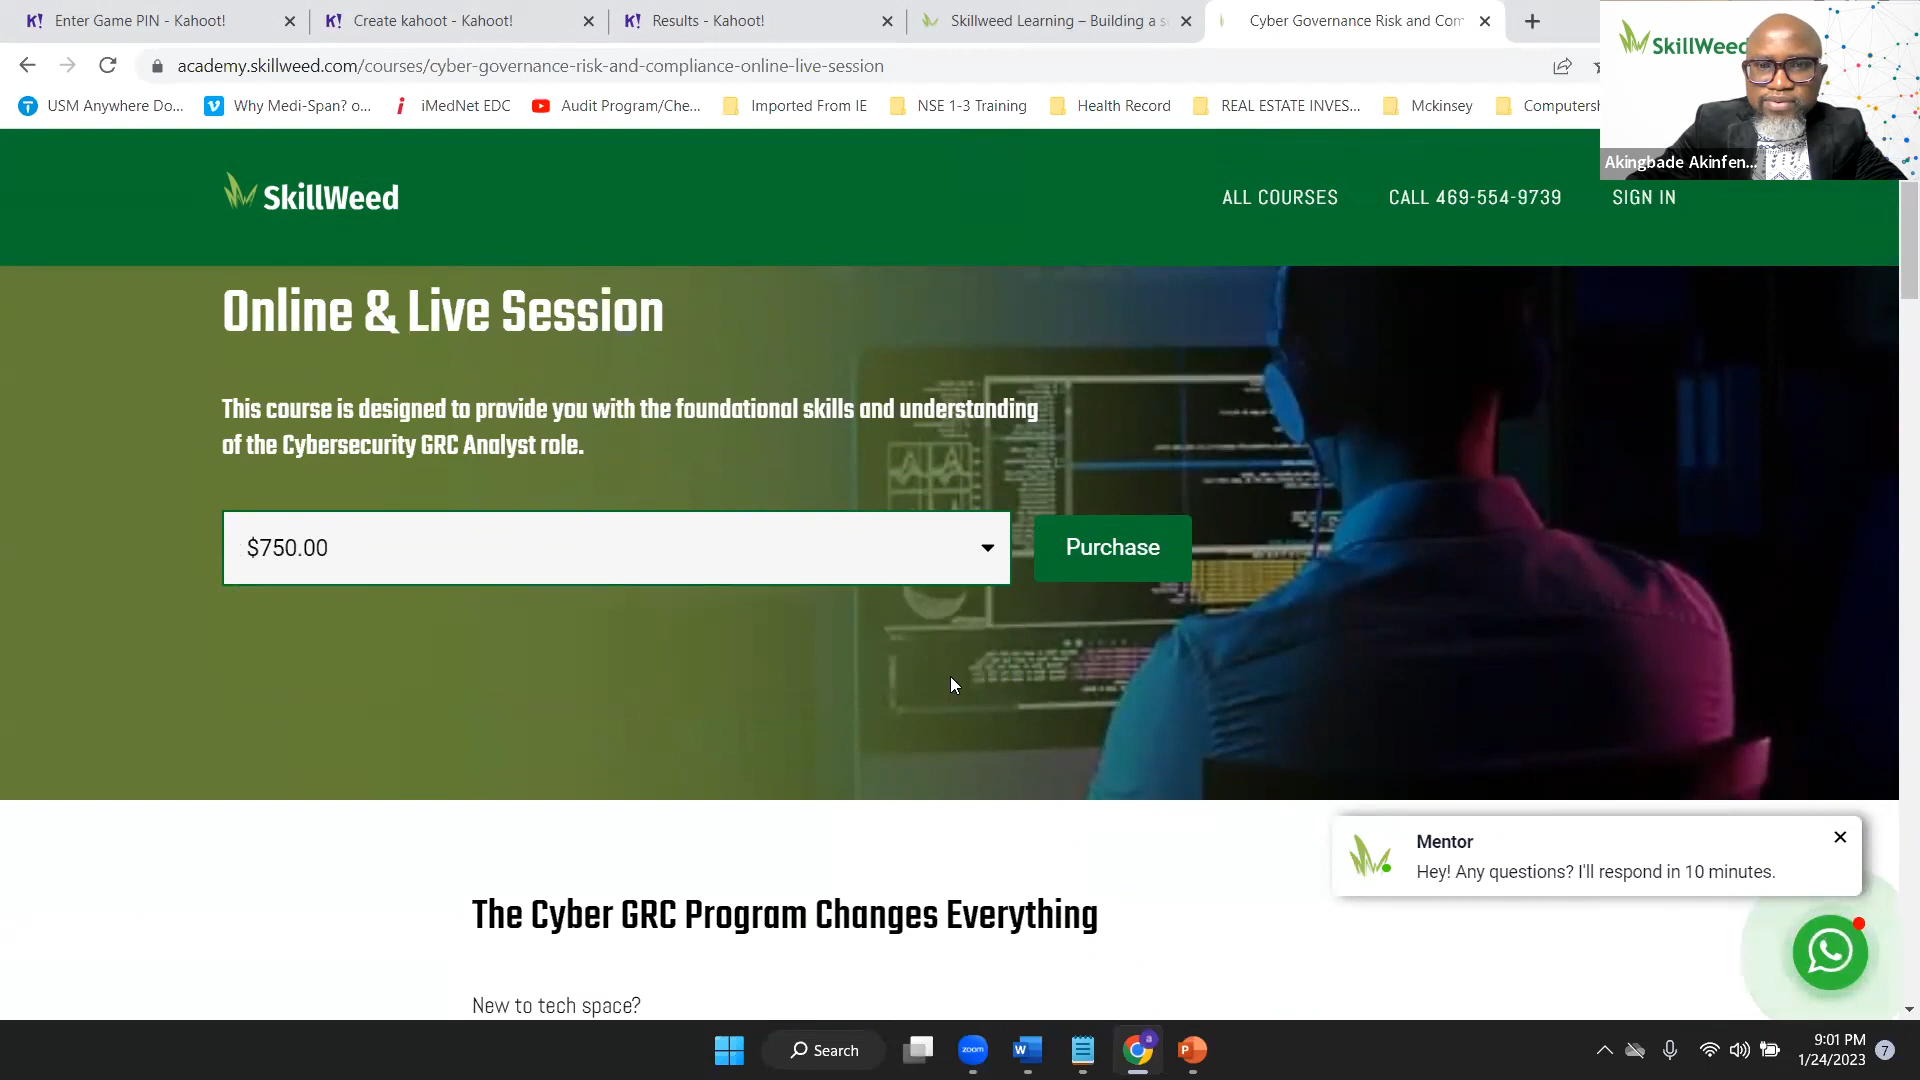 Enter Game PIN - Kahoot!
Create kahoot - Kahoot!
Results - Kahoot!
Skillweed Learning – Building a s
Cyber Governance Risk and Com
academy.skillweed.com/courses/cyber-governance-risk-and-compliance-online-live-session
USM Anywhere Do...
Why Medi-Span? o...
iMedNet EDC
Audit Program/Che...
Imported From IE
NSE 1-3 Training
Health Record
REAL ESTATE INVES...
Mckinsey
Computersh
SkillWeed
Akingbade Akinfen...
SkillWeed
ALL COURSES
CALL 469-554-9739
SIGN IN
Online & Live Session
This course is designed to provide you with the foundational skills and understanding
of the Cybersecurity GRC Analyst role.
$750.00
Purchase
Mentor
Hey! Any questions? I'll respond in 10 minutes.
The Cyber GRC Program Changes Everything
New to tech space?
Search
zoom
9:01 PM
1/24/2023
7